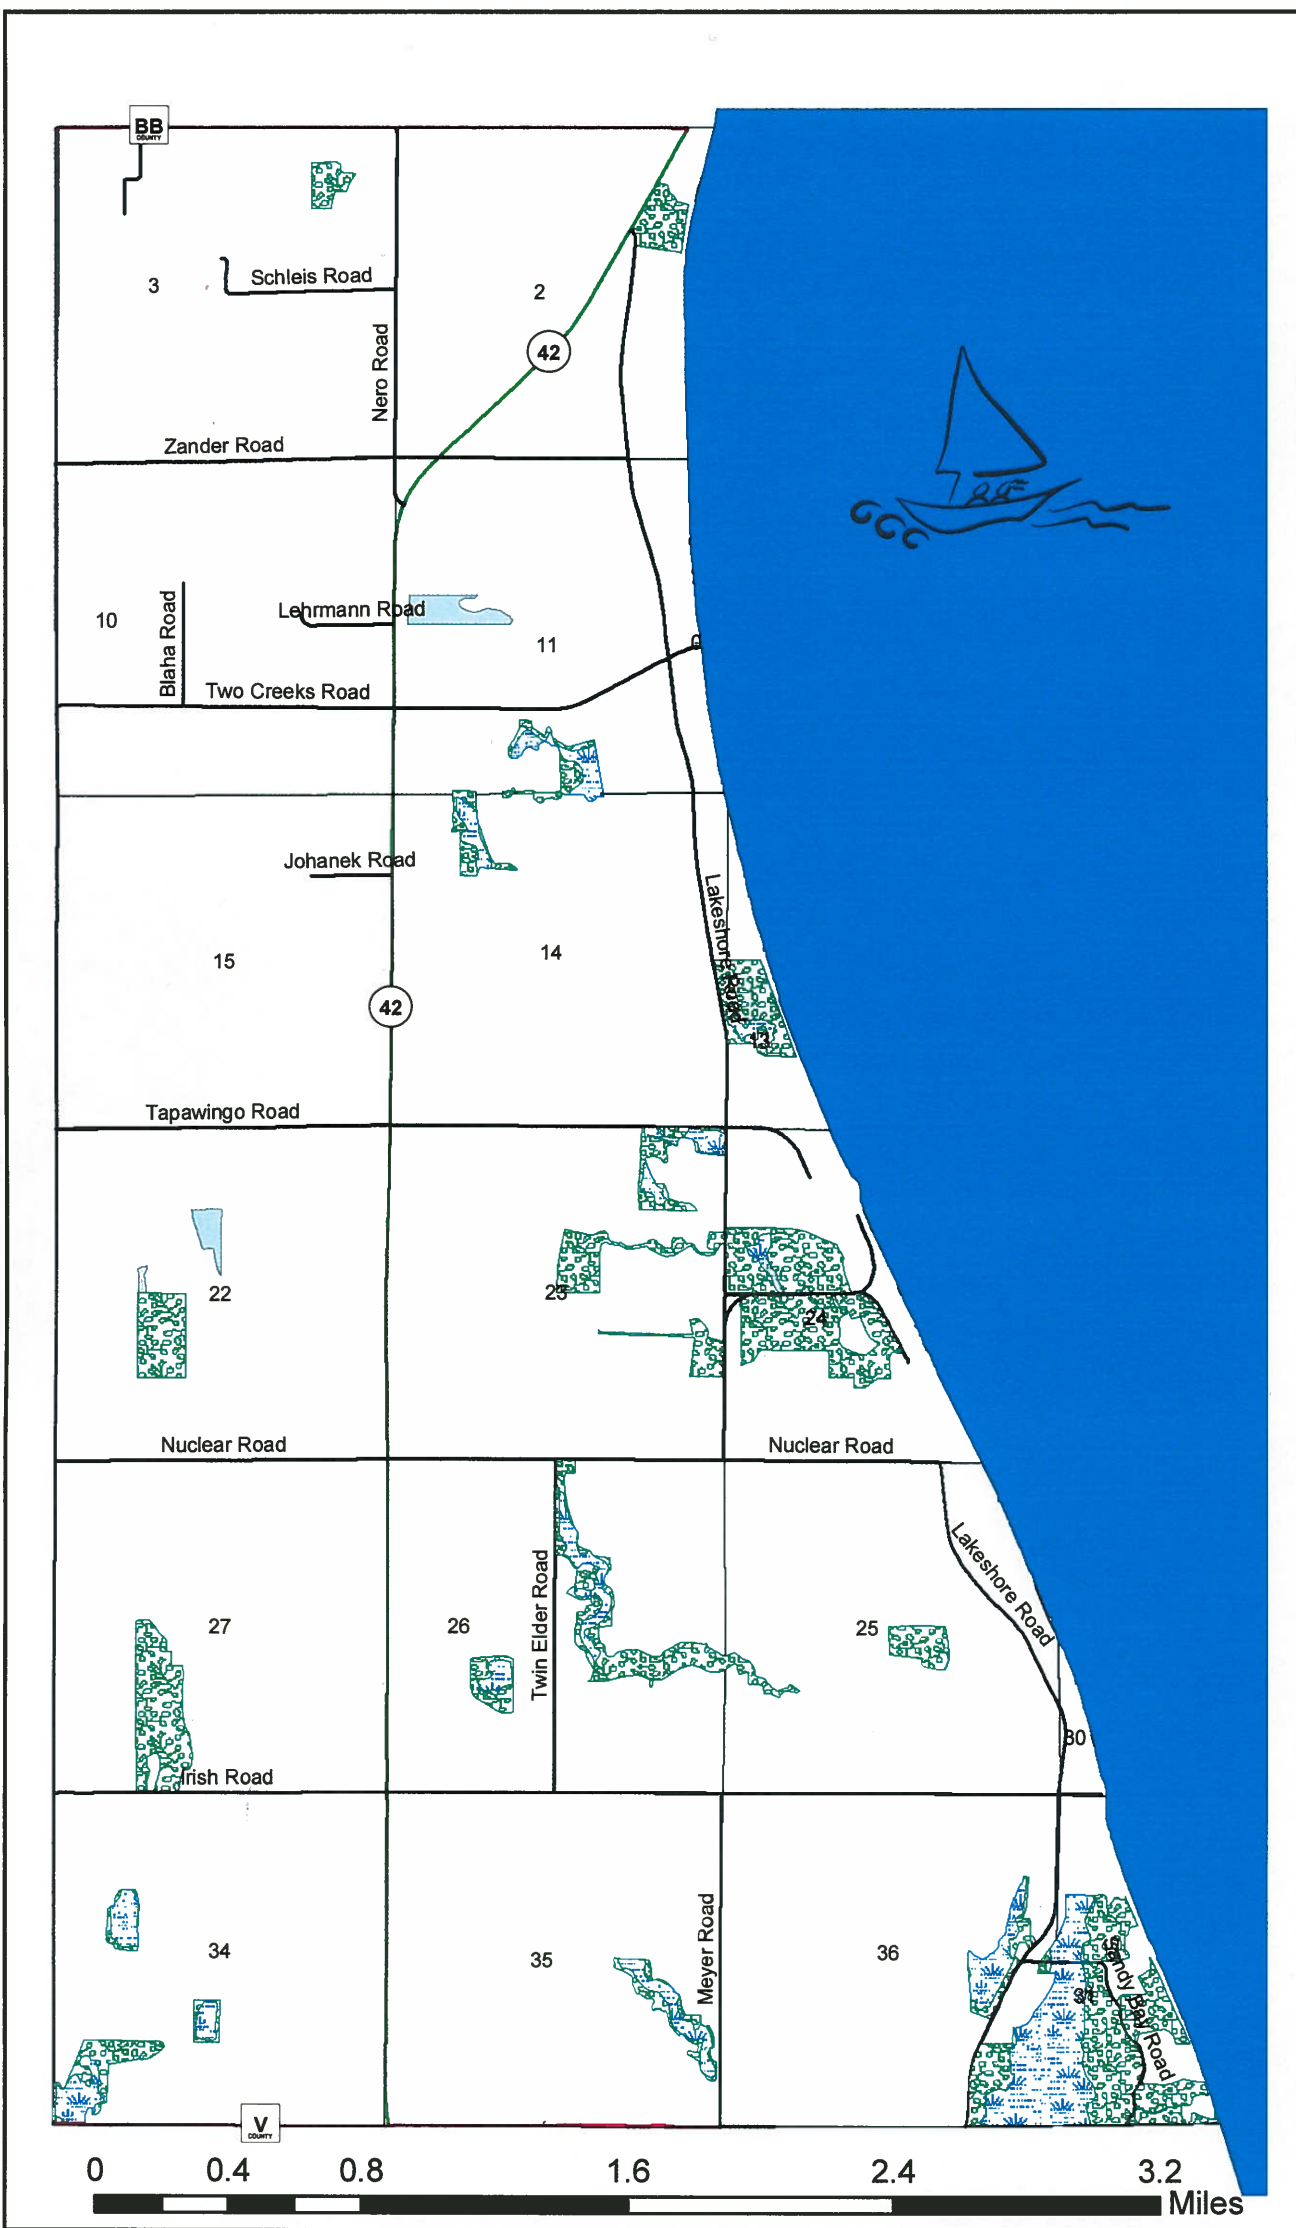 BB
COUNTY
3
Schleis Road
2
Nero Road
42
Zander Road
10
Blaha Road
Lehrmann Road
11
Two Creeks Road
Johanek Road
Lakeshore Road
15
14
42
13
Tapawingo Road
22
23
24
Nuclear Road
Nuclear Road
Lakeshore Road
27
26
Twin Elder Road
25
30
Irish Road
34
35
Meyer Road
36
31
Sandy Bay Road
V
COUNTY
0 0.4 0.8 1.6 2.4 3.2
Miles